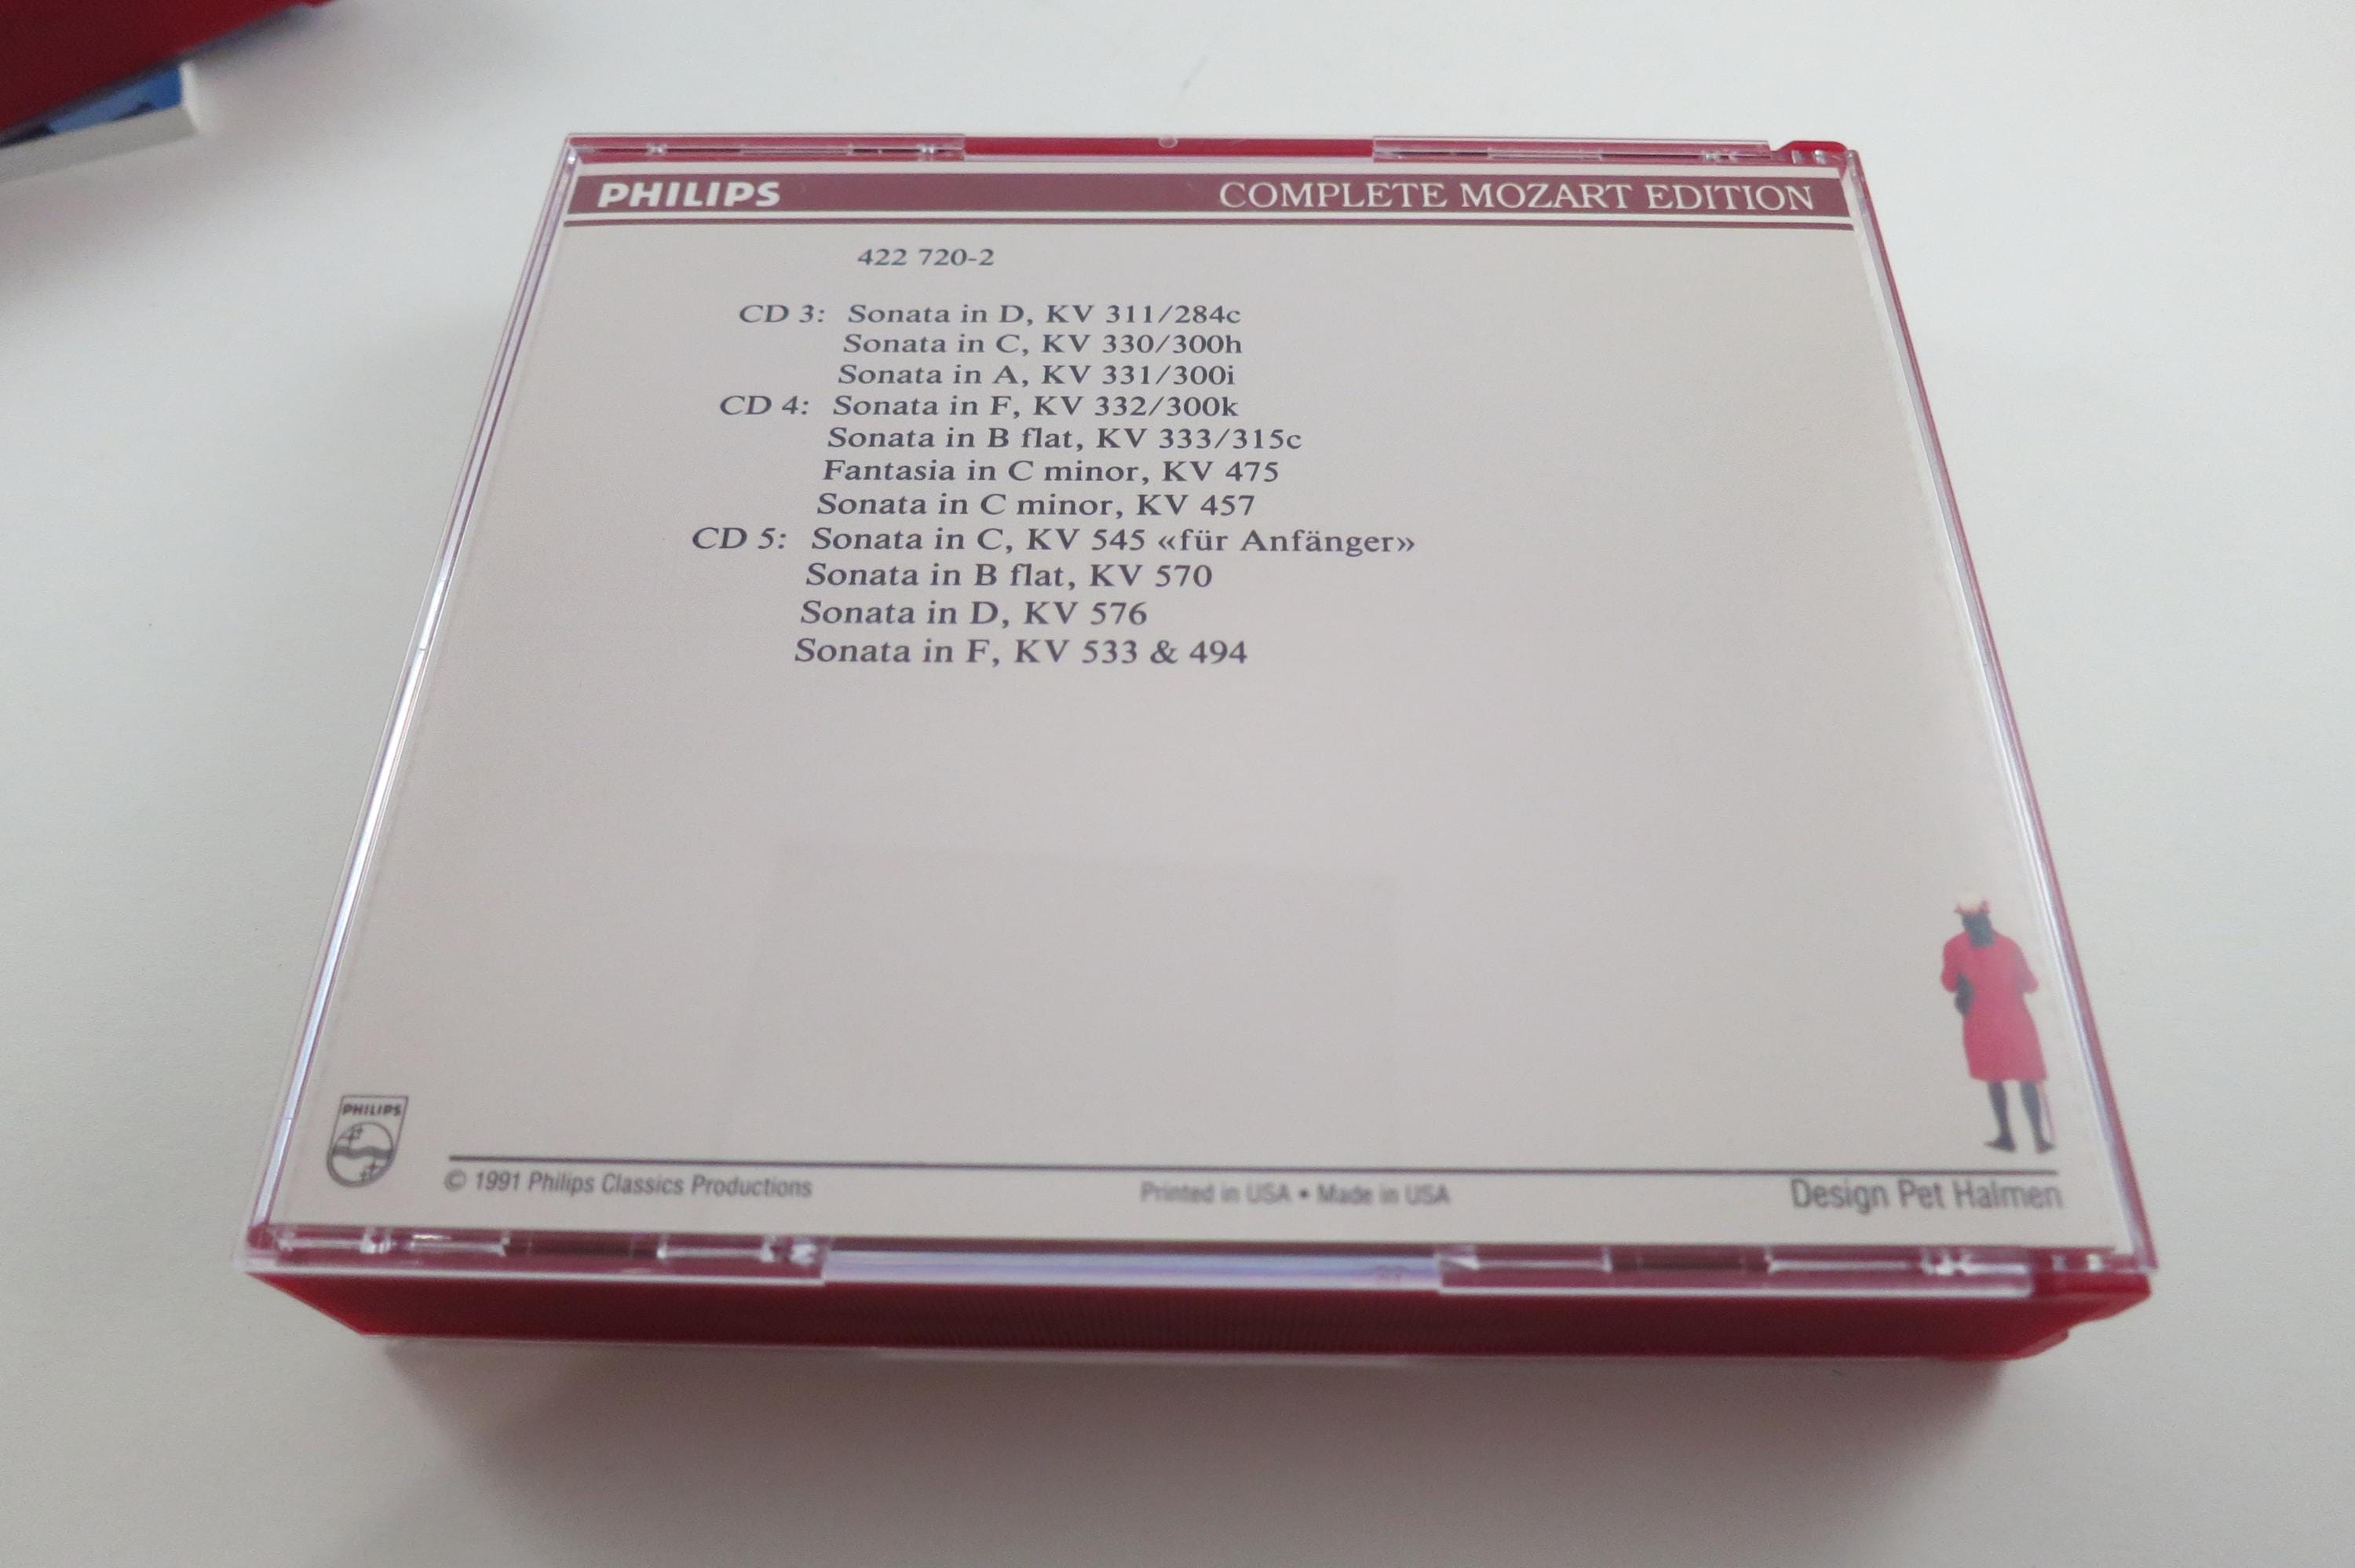 PHILIPS COMPLETE MOZART EDITION
422 720-2
CD 3: Sonata in D, KV 311/284c
Sonata in C, KV 330/300h
Sonata in A, KV 331/300i
CD 4: Sonata in F, KV 332/300k
Sonata in B flat, KV 333/315c
Fantasia in C minor, KV 475
Sonata in C minor, KV 457
CD 5: Sonata in C, KV 545 «für Anfänger»
Sonata in B flat, KV 570
Sonata in D, KV 576
Sonata in F, KV 533 & 494
PHILIPS
© 1991 Philips Classics Productions Printed in USA • Made in USA Design Pet Halmen